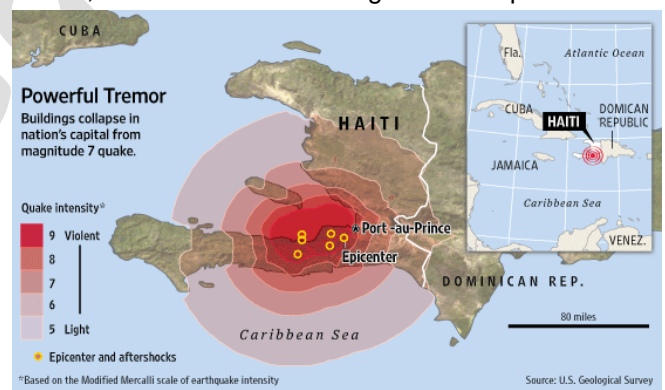 CUBA
Powerful Tremor
Buildings collapse in
nation's capital from
magnitude 7 quake.
HAITI
Fla.
Atlantic Ocean
CUBA
DOMICAN
REPUBLIC
HAITI
JAMAICA
Caribbean Sea
VENEZ.
Quake intensity*
9 Violent
8
7
6
5 Light
Port -au-Prince
Epicenter
DOMINICAN REP.
80 miles
Caribbean Sea
Epicenter and aftershocks
*Based on the Modified Mercalli scale of earthquake intensity
Source: U.S. Geological Survey